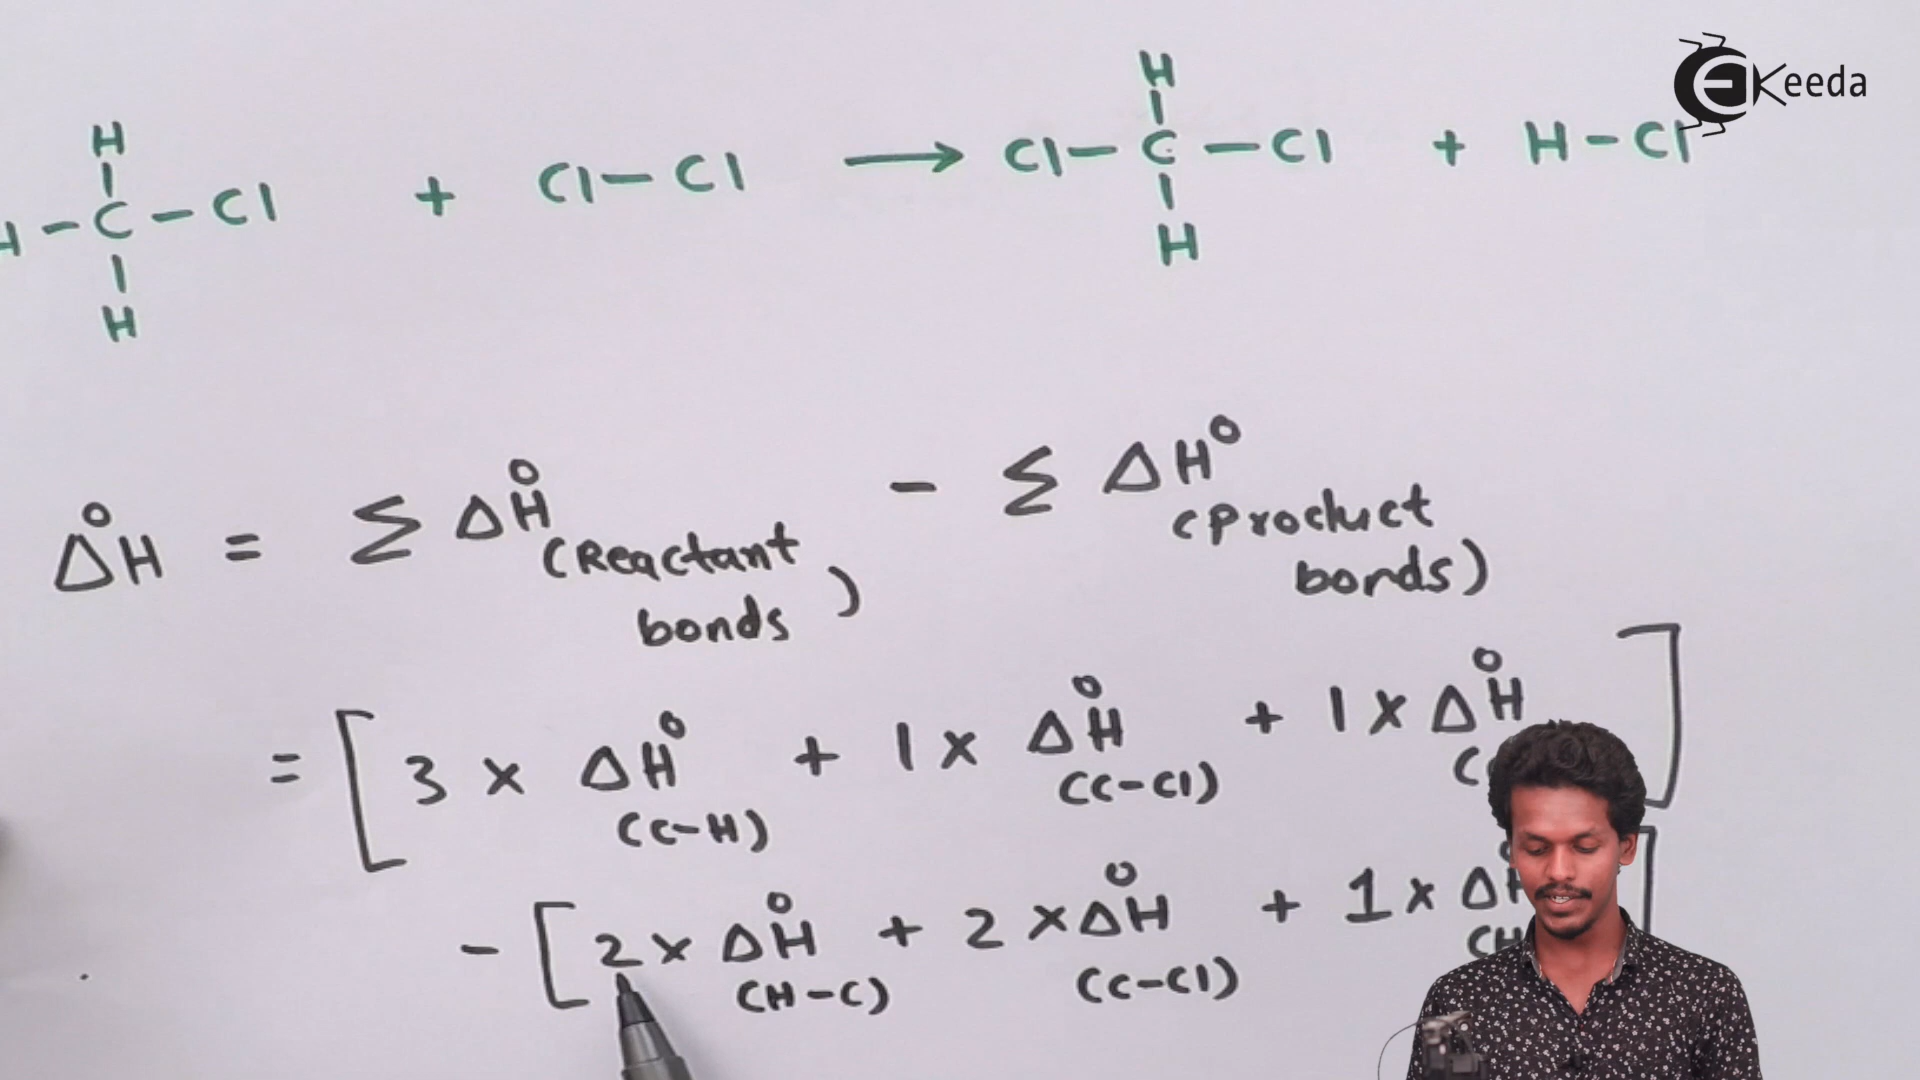 EKeeda
H H
H – C – Cl + Cl – Cl → Cl – C – Cl + H – Cl
H H
ΔH° = Σ ΔH° (Reactant bonds) – Σ ΔH° (Product bonds)
= [ 3 × ΔH° (C–H) + 1 × ΔH° (C–Cl) + 1 × ΔH° ]
– [ 2 × ΔH° (H–C) + 2 × ΔH° (C–Cl) + 1 × ΔH ]